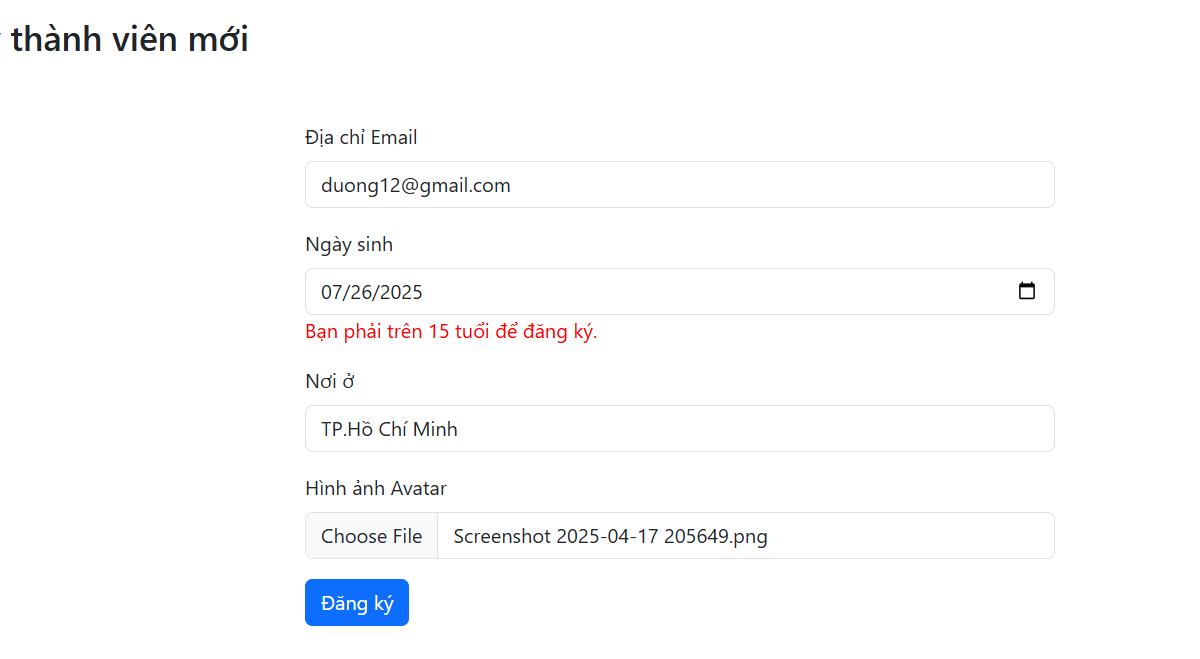 thành viên mới
Địa chỉ Email
duong12@gmail.com
Ngày sinh
07/26/2025
Bạn phải trên 15 tuổi để đăng ký.
Nơi ở
TP.Hồ Chí Minh
Hình ảnh Avatar
Choose File Screenshot 2025-04-17 205649.png
Đăng ký